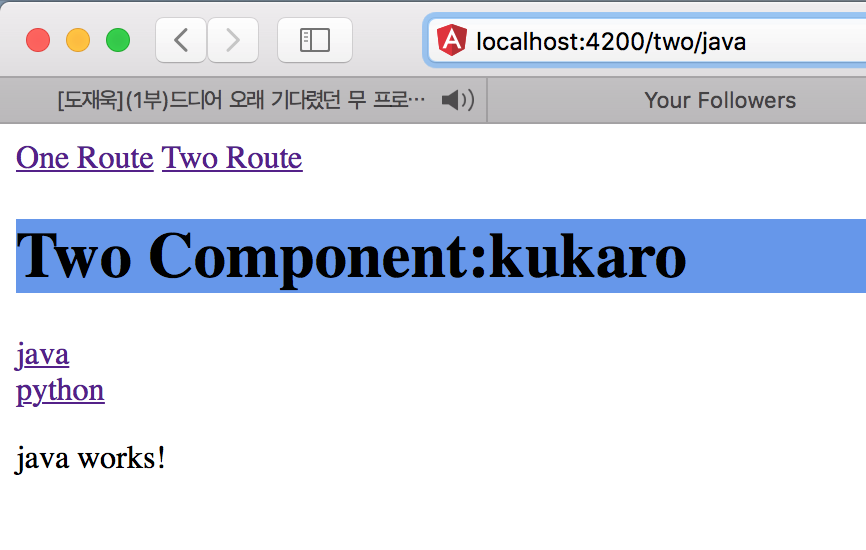 localhost:4200/two/java
[도재욱](1부)드디어 오래 기다렸던 무 프로…
Your Followers
One Route Two Route
Two Component:kukaro
java
python
java works!